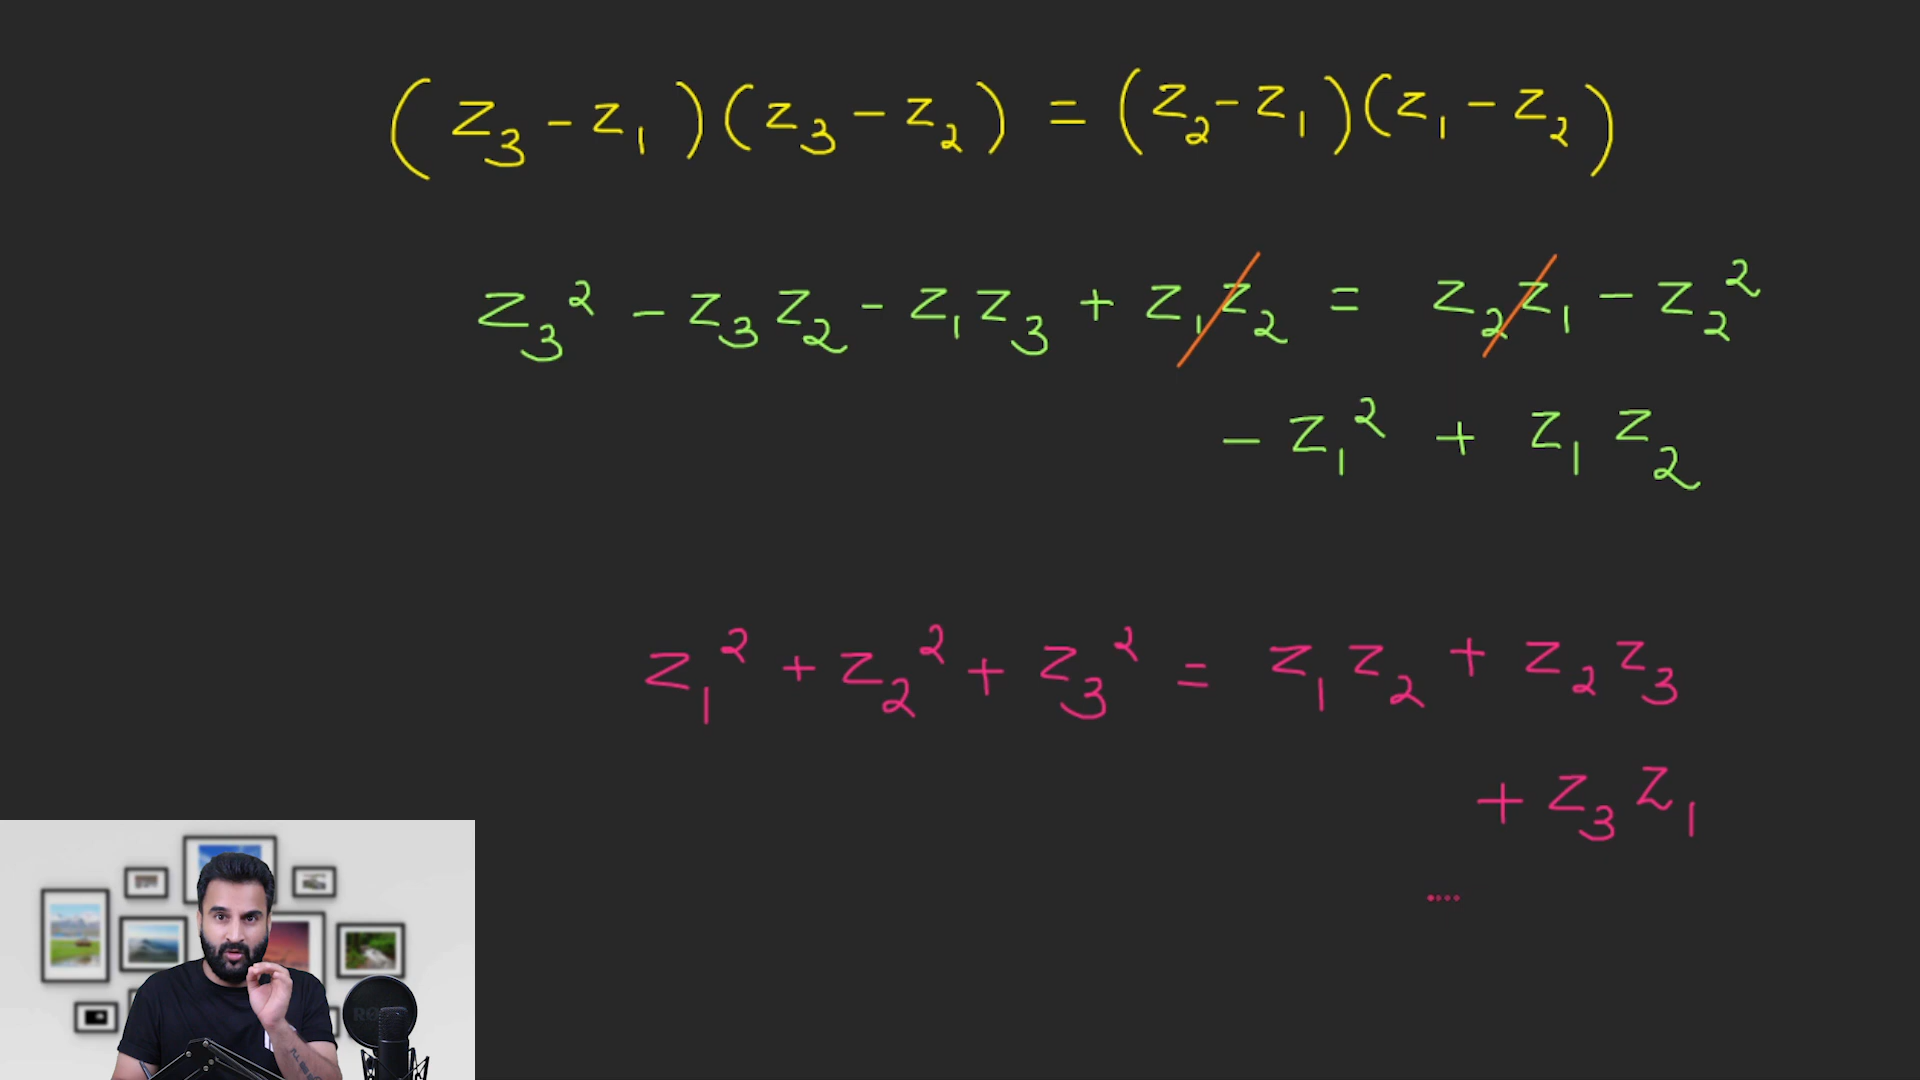 (z₃ - z₁)(z₃ - z₂) = (z₂ - z₁)(z₁ - z₂)
z₃² - z₃z₂ - z₁z₃ + z₁z₂ = z₂z₁ - z₂²
- z₁² + z₁z₂
z₁² + z₂² + z₃² = z₁z₂ + z₂z₃
+ z₃z₁
....